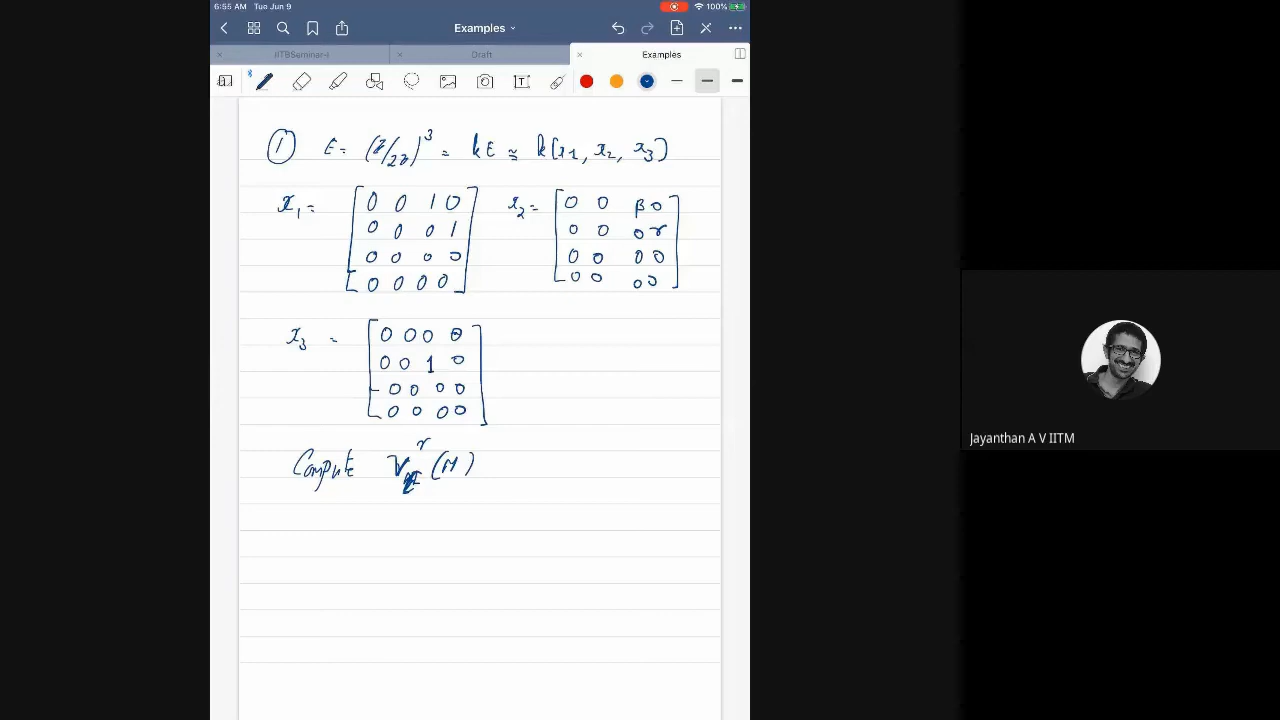 6:55 AM Tue Jun 9
100%
Examples
IITBSeminar-I
Draft
Examples
① E = (Z/2Z)^3 = kE ≅ k[x1, x2, x3)
X1 = [0 0 1 0
0 0 0 1
0 0 0 0
0 0 0 0]
x2 = [0 0 β 0
0 0 0 γ
0 0 0 0
0 0 0 0]
X3 = [0 0 0 0
0 0 1 0
0 0 0 0
0 0 0 0]
Compute V^r (M)
Jayanthan A V IITM